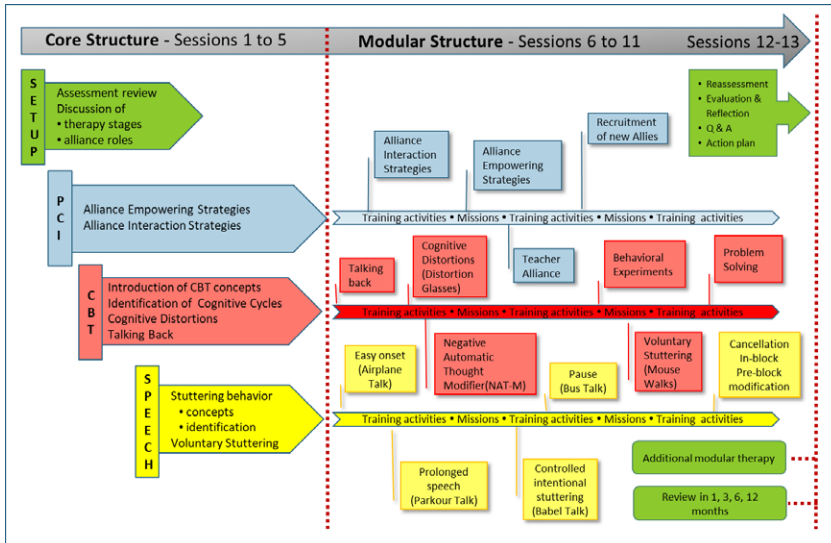 Core Structure - Sessions 1 to 5
Modular Structure - Sessions 6 to 11
Sessions 12-13
SETUP
Assessment review
Discussion of
• therapy stages
• alliance roles
• Reassessment
• Evaluation &
Reflection
• Q & A
• Action plan
PCI
Alliance Empowering Strategies
Alliance Interaction Strategies
Alliance
Interaction
Strategies
Alliance
Empowering
Strategies
Recruitment
of new Allies
Training activities • Missions • Training activities • Missions • Training activities
Teacher
Alliance
CBT
Introduction of CBT concepts
Identification of Cognitive Cycles
Cognitive Distortions
Talking Back
Talking
back
Cognitive
Distortions
(Distortion
Glasses)
Behavioral
Experiments
Problem
Solving
Training activities • Missions • Training activities • Missions • Training activities
Negative
Automatic
Thought
Modifier(NAT-M)
Voluntary
Stuttering
(Mouse
Walks)
SPEECH
Stuttering behavior
• concepts
• identification
Voluntary Stuttering
Easy onset
(Airplane
Talk)
Pause
(Bus Talk)
Cancellation
In-block
Pre-block
modification
Training activities • Missions • Training activities • Missions • Training activities
Prolonged
speech
(Parkour Talk)
Controlled
intentional
stuttering
(Babel Talk)
Additional modular therapy
Review in 1, 3, 6, 12
months